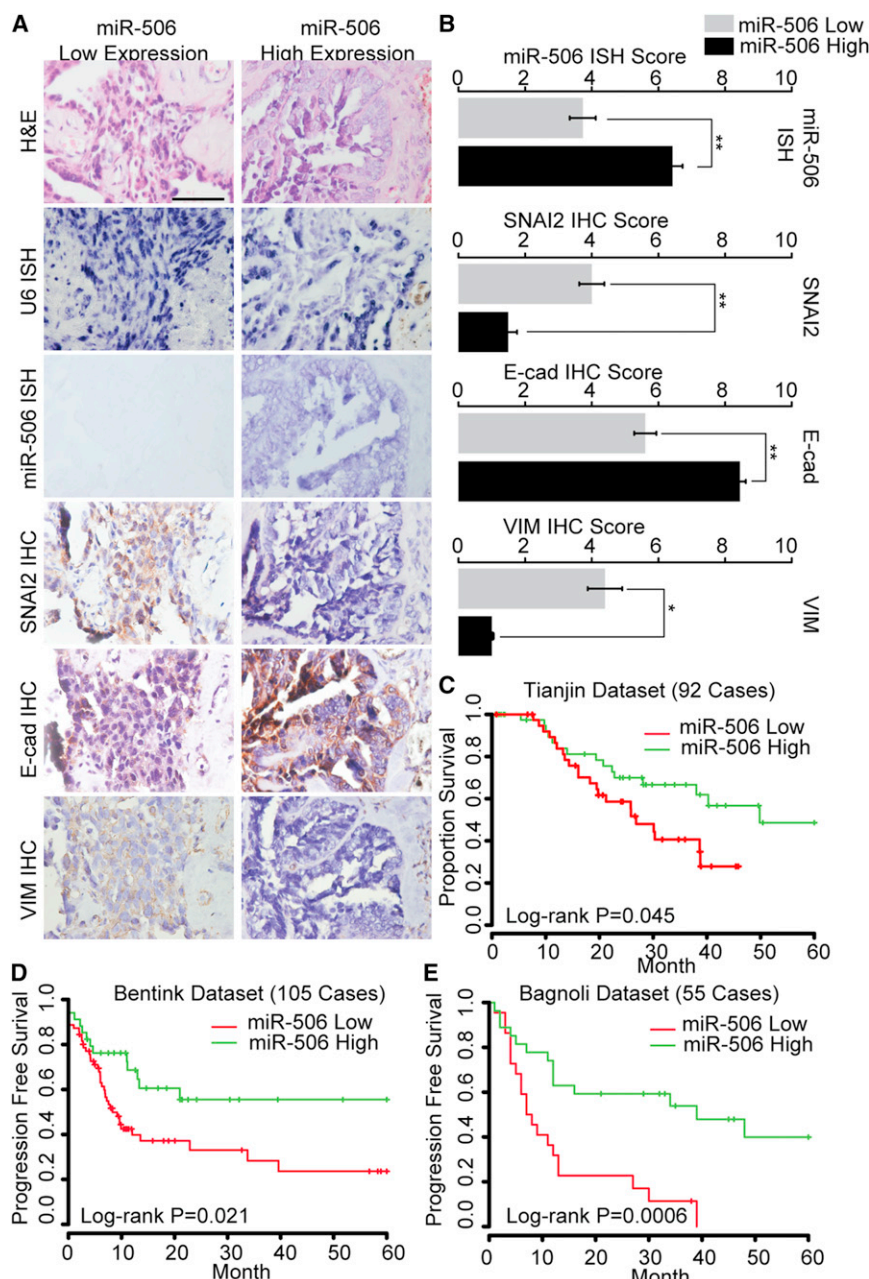 A
miR-506
Low Expression
miR-506
High Expression
H&E
U6 ISH
miR-506 ISH
SNAI2 IHC
E-cad IHC
VIM IHC
B
miR-506 Low
miR-506 High
miR-506 ISH Score
0 2 4 6 8 10
**
miR-506
ISH
SNAI2 IHC Score
0 2 4 6 8 10
**
SNAI2
E-cad IHC Score
0 2 4 6 8 10
**
E-cad
VIM IHC Score
0 2 4 6 8 10
*
VIM
C
Tianjin Dataset (92 Cases)
miR-506 Low
miR-506 High
Proportion Survival
0.0 0.2 0.4 0.6 0.8 1.0
Log-rank P=0.045
0 10 20 30 40 50 60
Month
D
Bentink Dataset (105 Cases)
miR-506 Low
miR-506 High
Progression Free Survival
0.0 0.2 0.4 0.6 0.8 1.0
Log-rank P=0.021
0 10 20 30 40 50 60
Month
E
Bagnoli Dataset (55 Cases)
miR-506 Low
miR-506 High
Progression Free Survival
0.0 0.2 0.4 0.6 0.8 1.0
Log-rank P=0.0006
0 10 20 30 40 50 60
Month